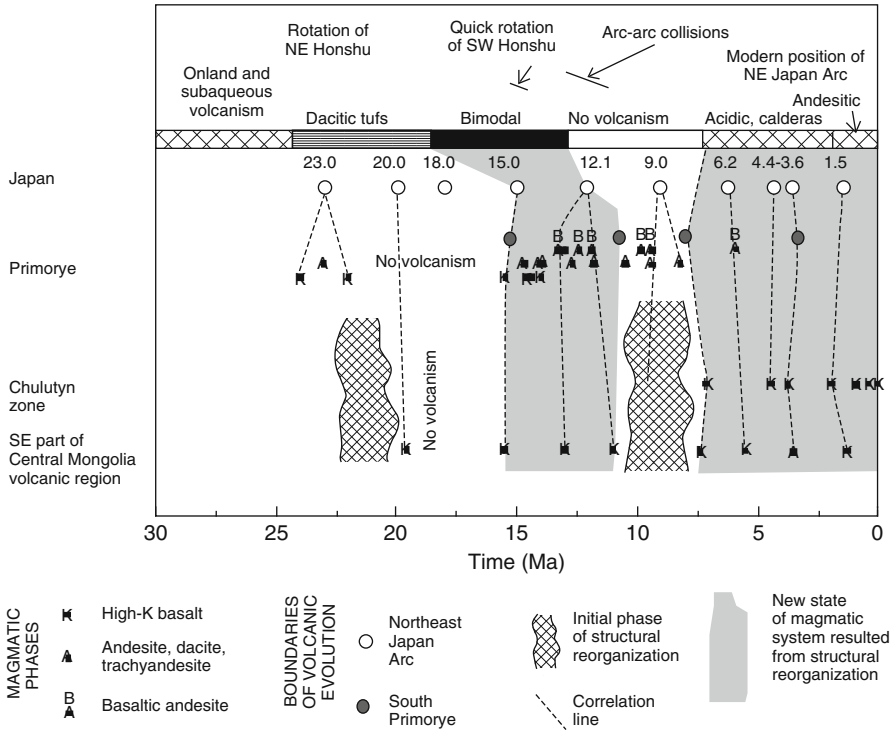 Rotation of
NE Honshu
Quick rotation
of SW Honshu
Arc-arc collisions
Modern position of
NE Japan Arc
Onland and
subaqueous
volcanism
Andesitic
Dacitic tufs
Bimodal
No volcanism
Acidic, calderas
23.0 20.0 18.0 15.0 12.1 9.0 6.2 4.4-3.6 1.5
Japan
B B B B B B
Primorye
No volcanism
A A A A A A A A A A
K K K K
No volcanism
Chulutyn
zone
K K K K K K K
SE part of
Central Mongolia
volcanic region
K K K K K K A K
30 25 20 15 10 5 0
Time (Ma)
MAGMATIC
PHASES
K High-K basalt
A Andesite, dacite,
trachyandesite
B
A Basaltic andesite
BOUNDARIES
OF VOLCANIC
EVOLUTION
Northeast
Japan
Arc
South
Primorye
Initial phase
of structural
reorganization
Correlation
line
New state
of magmatic
system resulted
from structural
reorganization